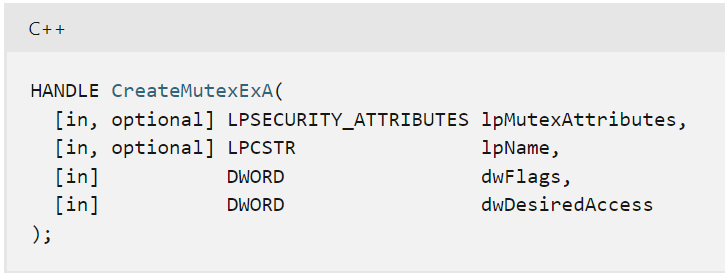 C++
HANDLE CreateMutexExA(
  [in, optional] LPSECURITY_ATTRIBUTES lpMutexAttributes,
  [in, optional] LPCSTR                lpName,
  [in]           DWORD                 dwFlags,
  [in]           DWORD                 dwDesiredAccess
);